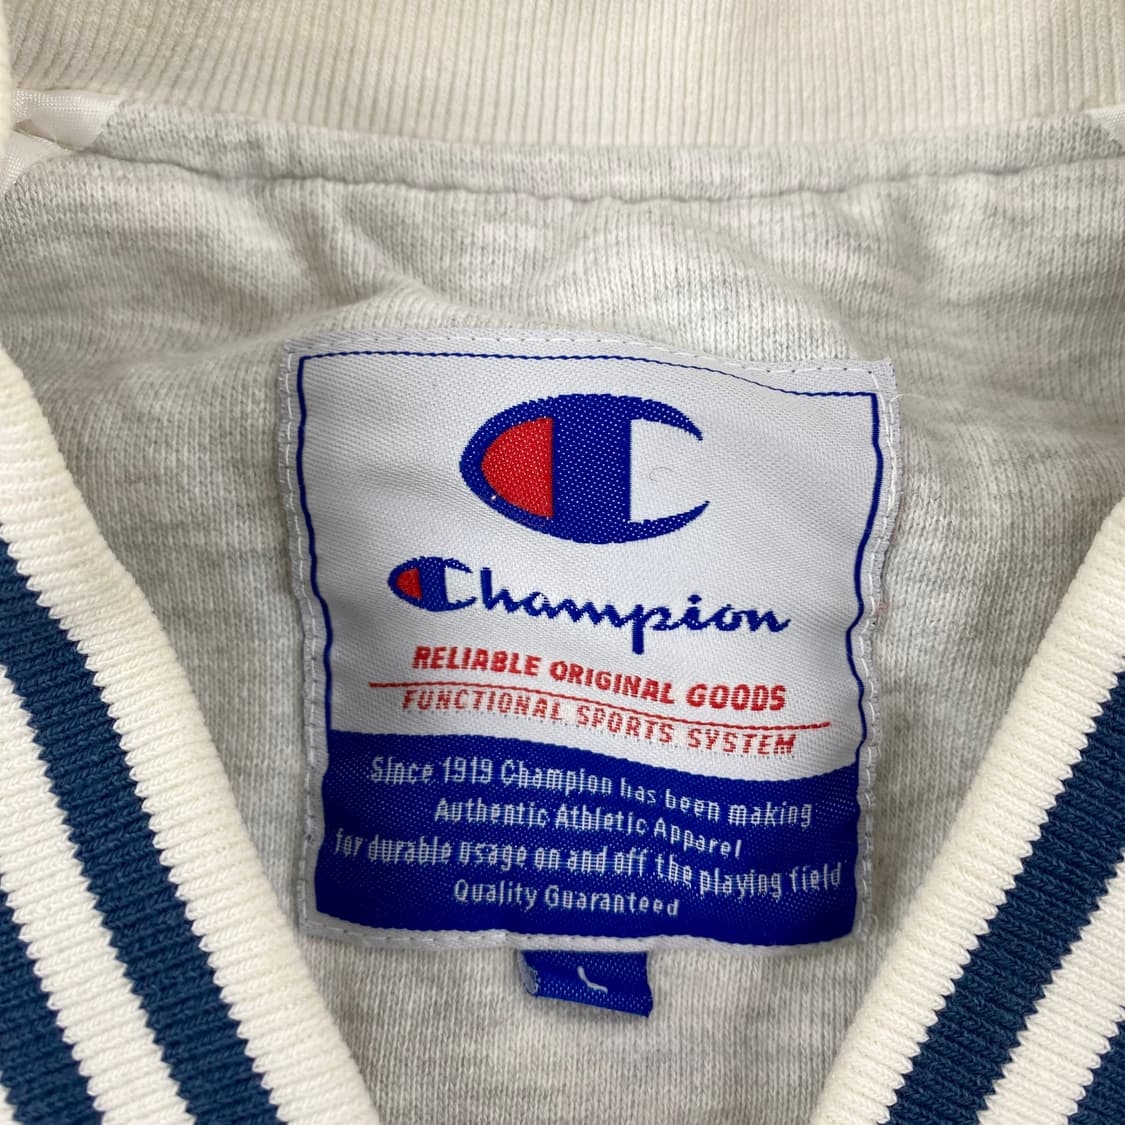 Champion
RELIABLE ORIGINAL GOODS
FUNCTIONAL SPORTS SYSTEM
Since 1919 Champion has been making
Authentic Athletic Apparel
for durable usage on and off the playing field
Quality Guaranteed
L